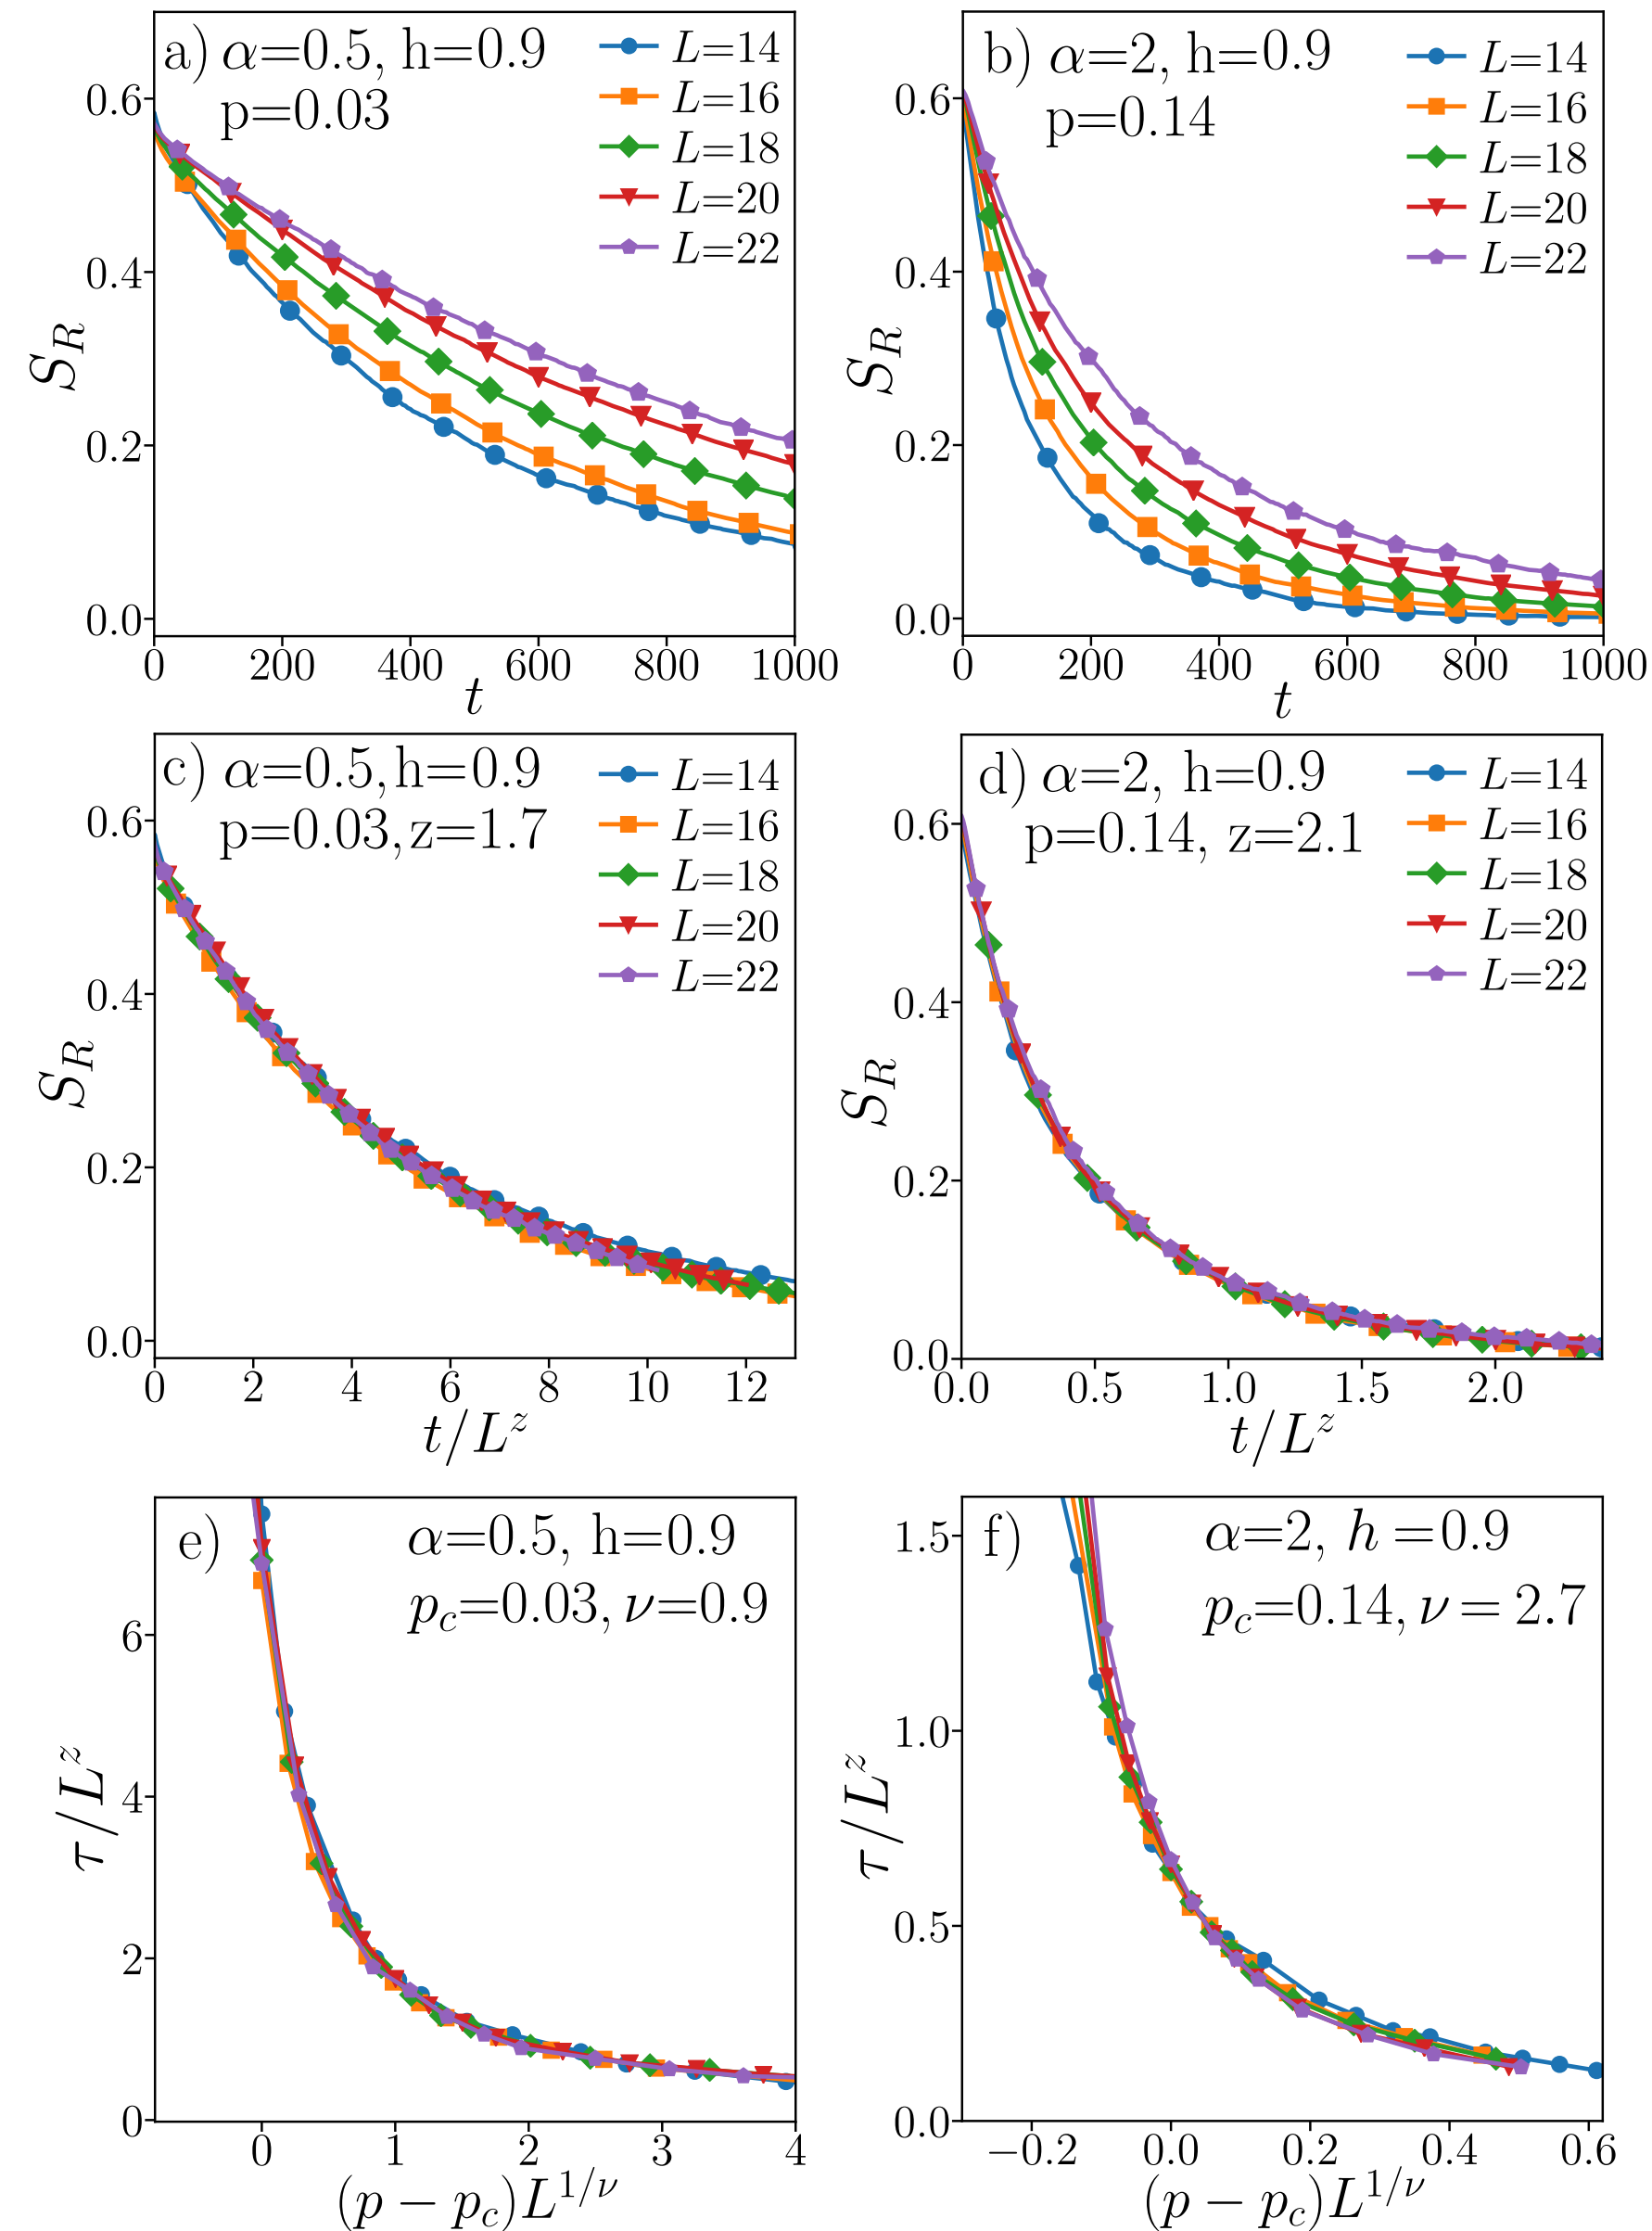 a) α=0.5, h=0.9
p=0.03
L=14
L=16
L=18
L=20
L=22
0.6
0.4
0.2
0.0
S_R
0 200 400 600 800 1000
t
b) α=2, h=0.9
p=0.14
L=14
L=16
L=18
L=20
L=22
0.6
0.4
0.2
0.0
S_R
0 200 400 600 800 1000
t
c) α=0.5, h=0.9
p=0.03, z=1.7
L=14
L=16
L=18
L=20
L=22
0.6
0.4
0.2
0.0
S_R
0 2 4 6 8 10 12
t/L^z
d) α=2, h=0.9
p=0.14, z=2.1
L=14
L=16
L=18
L=20
L=22
0.6
0.4
0.2
0.0
S_R
0.0 0.5 1.0 1.5 2.0
t/L^z
e) α=0.5, h=0.9
p_c=0.03, ν=0.9
6
4
2
0
τ/L^z
0 1 2 3 4
(p − p_c)L^{1/ν}
f) α=2, h =0.9
p_c=0.14, ν = 2.7
1.5
1.0
0.5
0.0
τ/L^z
−0.2 0.0 0.2 0.4 0.6
(p − p_c)L^{1/ν}